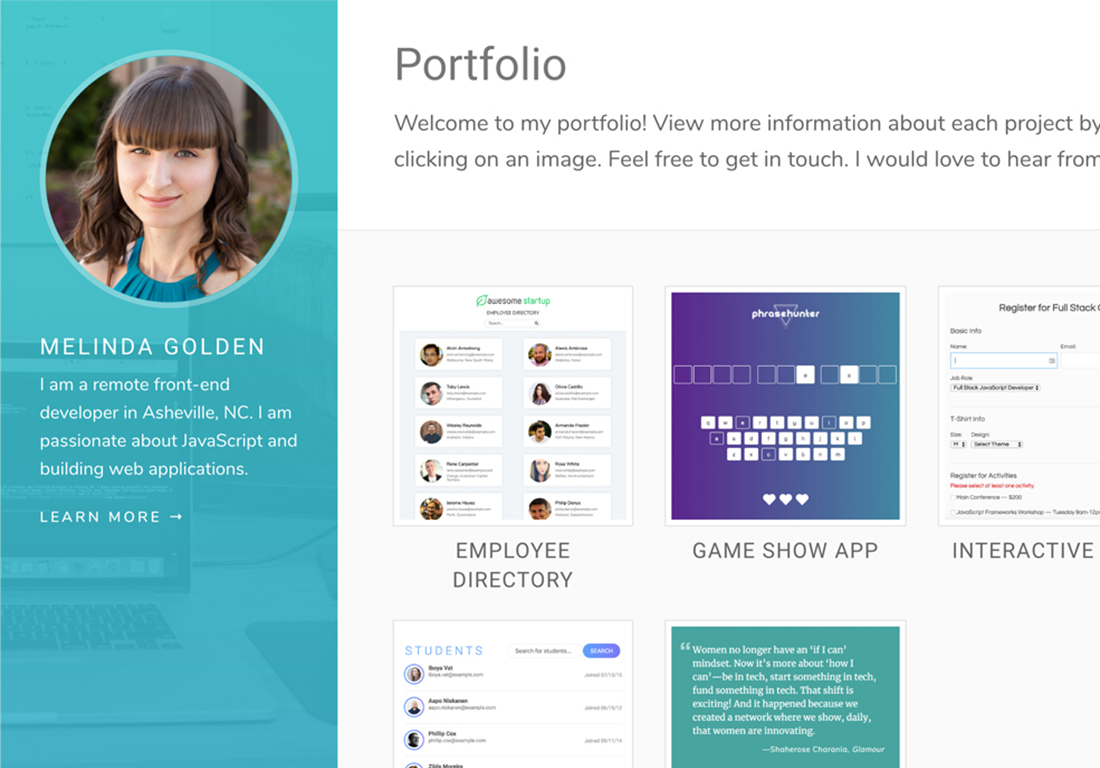 MELINDA GOLDEN
I am a remote front-end
developer in Asheville, NC. I am
passionate about JavaScript and
building web applications.
LEARN MORE →
Portfolio
Welcome to my portfolio! View more information about each project by
clicking on an image. Feel free to get in touch. I would love to hear from
awesome startup
EMPLOYEE DIRECTORY
Search...
Alvin Armstrong
Alexis Ambrose
Toby Lewis
Olivia Castillo
Wesley Reynolds
Amanda Frazier
Rene Carpenter
Rosa White
Jerome Hayes
Philip Denus
EMPLOYEE
DIRECTORY
phrasehunter
e a
q w e r t y u i o p
a s d f g h j k l
z x c v b n m
GAME SHOW APP
Register for Full Stack
Basic Info
Name:
Email:
Job Role
Full Stack JavaScript Developer
T-Shirt Info
Size:
Design:
M
Select Theme
Register for Activities
Please select at least one activity.
Main Conference — $200
JavaScript Frameworks Workshop — Tuesday 9am-12p
INTERACTIVE
STUDENTS
Search for students...
SEARCH
Iboya Vat
iboya.vat@example.com
Joined 07/15/15
Aapo Niskanen
aapo.niskanen@example.com
Joined 06/15/12
Phillip Cox
phillip.cox@example.com
Joined 09/11/14
Zilda Moreira
“ Women no longer have an ‘if I can’
mindset. Now it’s more about ‘how I
can’—be in tech, start something in tech,
fund something in tech. That shift is
exciting! And it happened because we
created a network where we show, daily,
that women are innovating.
—Shaherose Charania, Glamour